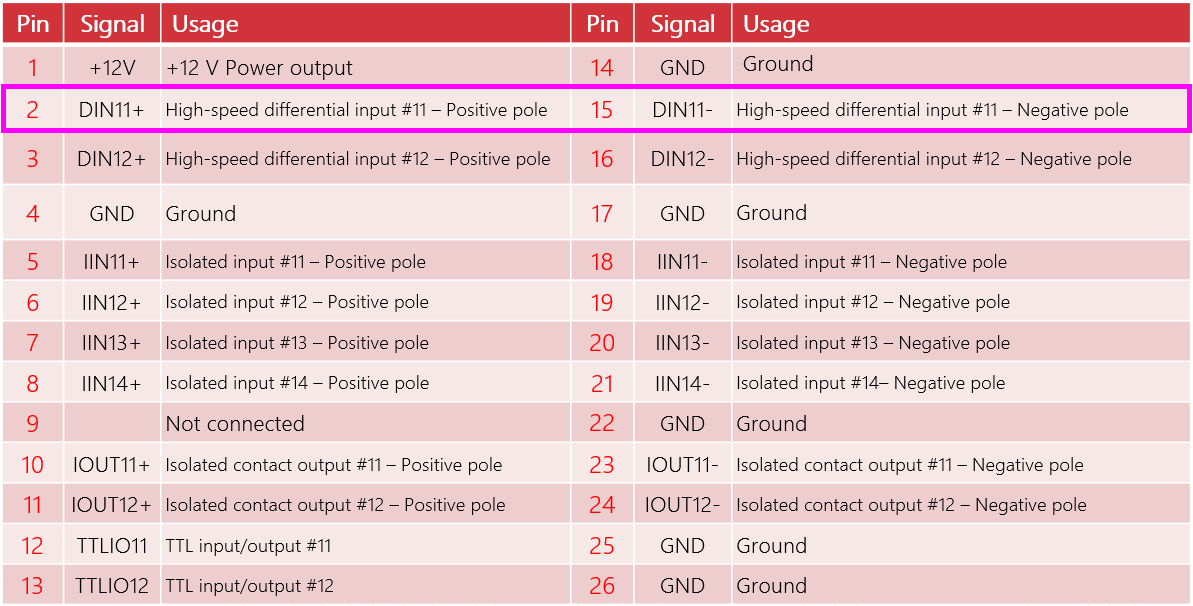 Pin Signal Usage Pin Signal Usage
1 +12V +12 V Power output 14 GND Ground
2 DIN11+ High-speed differential input #11 – Positive pole 15 DIN11- High-speed differential input #11 – Negative pole
3 DIN12+ High-speed differential input #12 – Positive pole 16 DIN12- High-speed differential input #12 – Negative pole
4 GND Ground 17 GND Ground
5 IIN11+ Isolated input #11 – Positive pole 18 IIN11- Isolated input #11 – Negative pole
6 IIN12+ Isolated input #12 – Positive pole 19 IIN12- Isolated input #12 – Negative pole
7 IIN13+ Isolated input #13 – Positive pole 20 IIN13- Isolated input #13 – Negative pole
8 IIN14+ Isolated input #14 – Positive pole 21 IIN14- Isolated input #14– Negative pole
9 Not connected 22 GND Ground
10 IOUT11+ Isolated contact output #11 – Positive pole 23 IOUT11- Isolated contact output #11 – Negative pole
11 IOUT12+ Isolated contact output #12 – Positive pole 24 IOUT12- Isolated contact output #12 – Negative pole
12 TTLIO11 TTL input/output #11 25 GND Ground
13 TTLIO12 TTL input/output #12 26 GND Ground